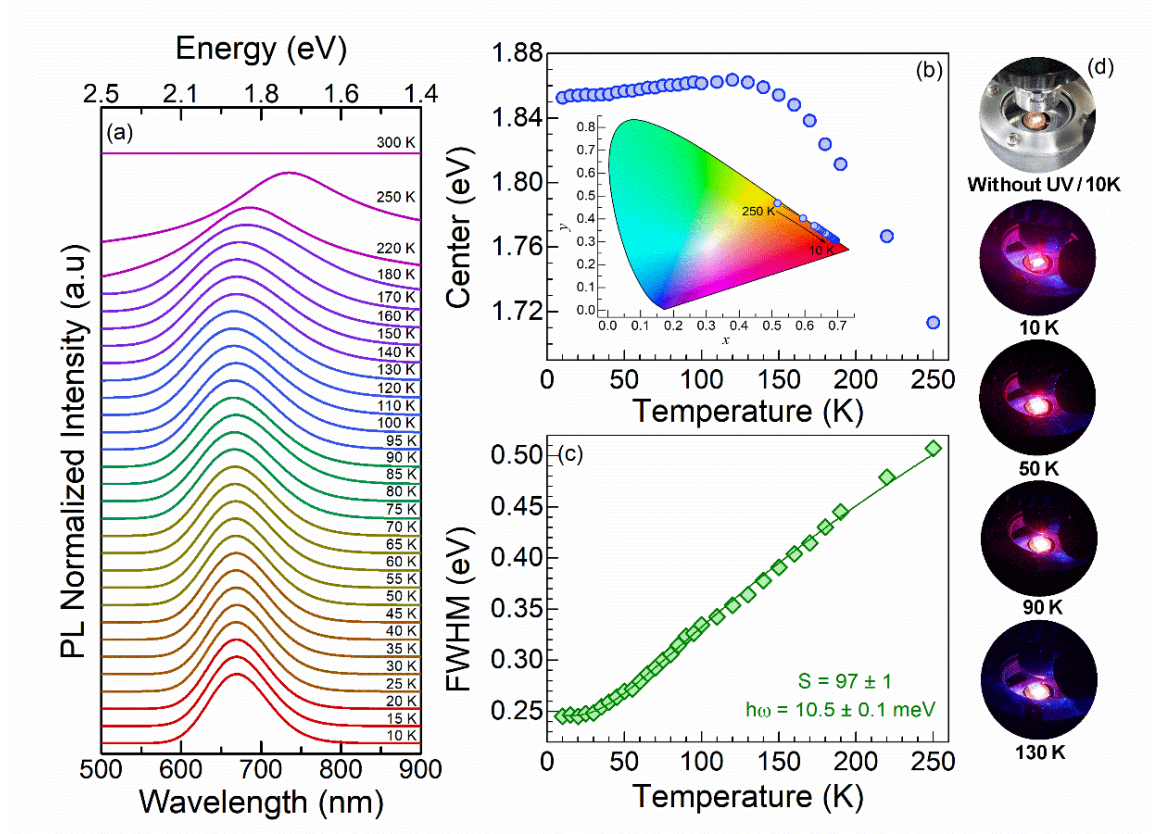 Energy (eV)
2.5 2.1 1.8 1.6 1.4
(a)
300 K
250 K
220 K
180 K
170 K
160 K
150 K
140 K
130 K
120 K
110 K
100 K
95 K
90 K
85 K
80 K
75 K
70 K
65 K
60 K
55 K
50 K
45 K
40 K
35 K
30 K
25 K
20 K
15 K
10 K
PL Normalized Intensity (a.u)
500 600 700 800 900
Wavelength (nm)
(b)
1.88
1.84
1.80
1.76
1.72
Center (eV)
0.8
0.7
0.6
0.5
0.4
0.3
0.2
0.1
0.0
y
250 K
10 K
0.0 0.1 0.2 0.3 0.4 0.5 0.6 0.7
x
0 50 100 150 200 250
Temperature (K)
(c)
0.50
0.45
0.40
0.35
0.30
0.25
FWHM (eV)
S = 97 ± 1
hω = 10.5 ± 0.1 meV
0 50 100 150 200 250
Temperature (K)
(d)
Without UV / 10K
10 K
50 K
90 K
130 K